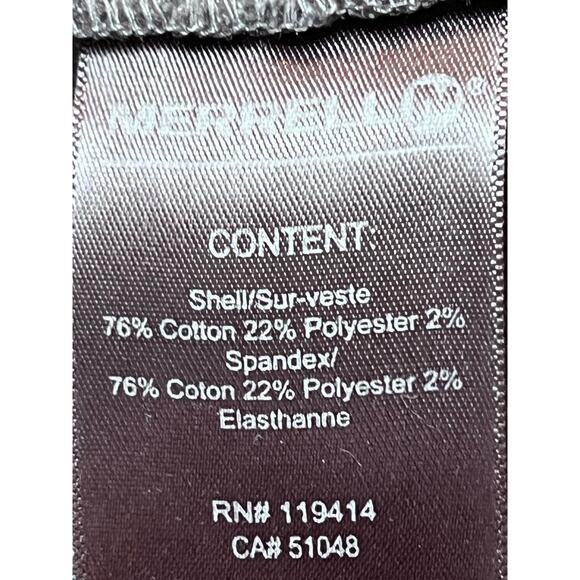 MERRELL ®
CONTENT:
Shell/Sur-veste
76% Cotton 22% Polyester 2%
Spandex/
76% Coton 22% Polyester 2%
Elasthanne
RN# 119414
CA# 51048